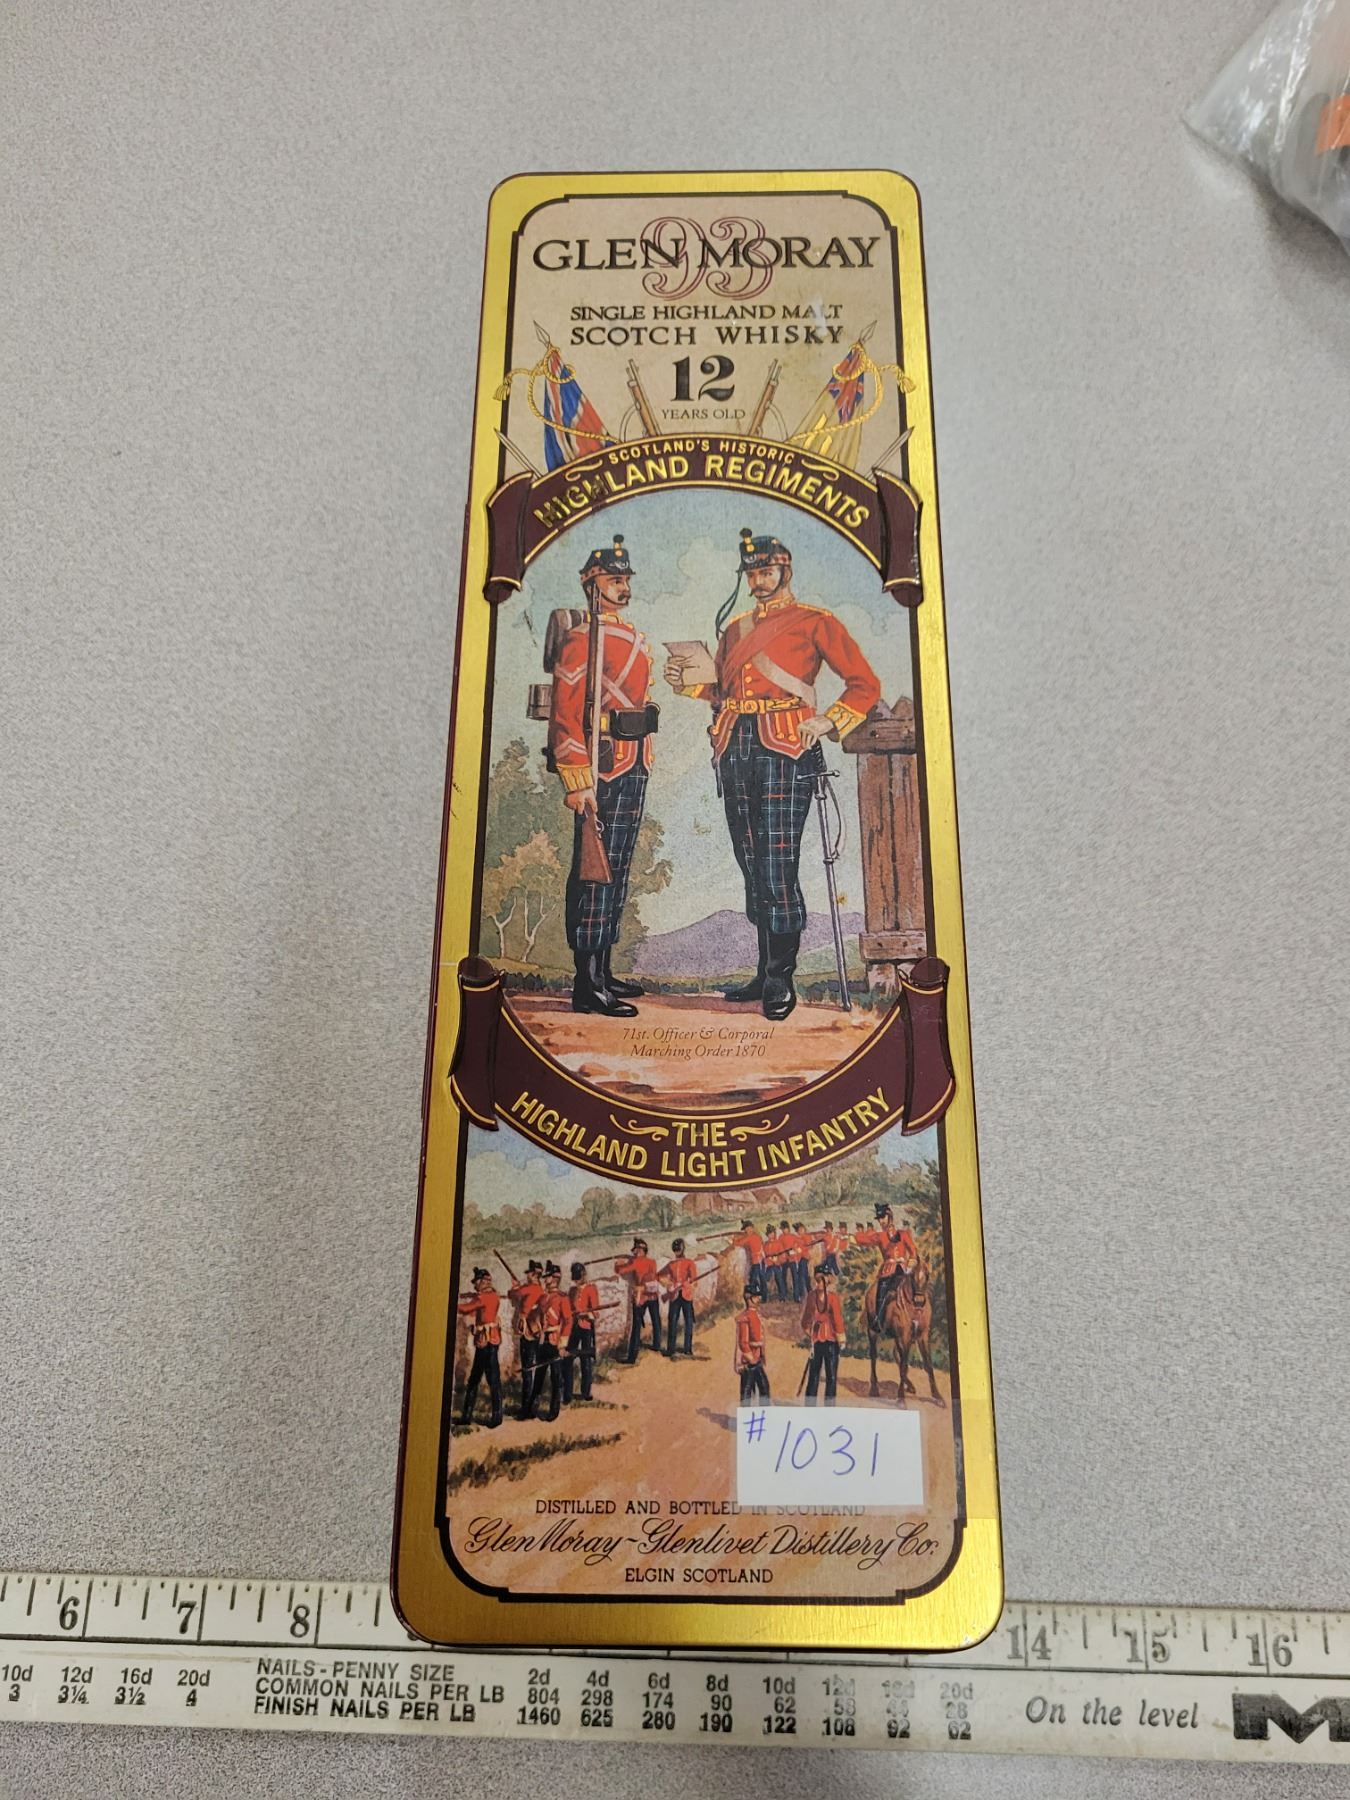 93
GLEN MORAY
SINGLE HIGHLAND MALT
SCOTCH WHISKY
12
YEARS OLD
SCOTLAND'S HISTORIC
HIGHLAND REGIMENTS
71st. Officer & Corporal
Marching Order 1870
THE
HIGHLAND LIGHT INFANTRY
# 1031
DISTILLED AND BOTTLED IN SCOTLAND
Glen Moray-Glenlivet Distillery Co.
ELGIN SCOTLAND
6 7 8 14 15 16
10d 12d 16d 20d
3 3¼ 3½ 4
NAILS-PENNY SIZE 2d 4d 6d 8d 10d 12d 16d 20d
COMMON NAILS PER LB 804 298 174 90 62 58 28
FINISH NAILS PER LB 1460 625 280 190 122 108 92 62
On the level